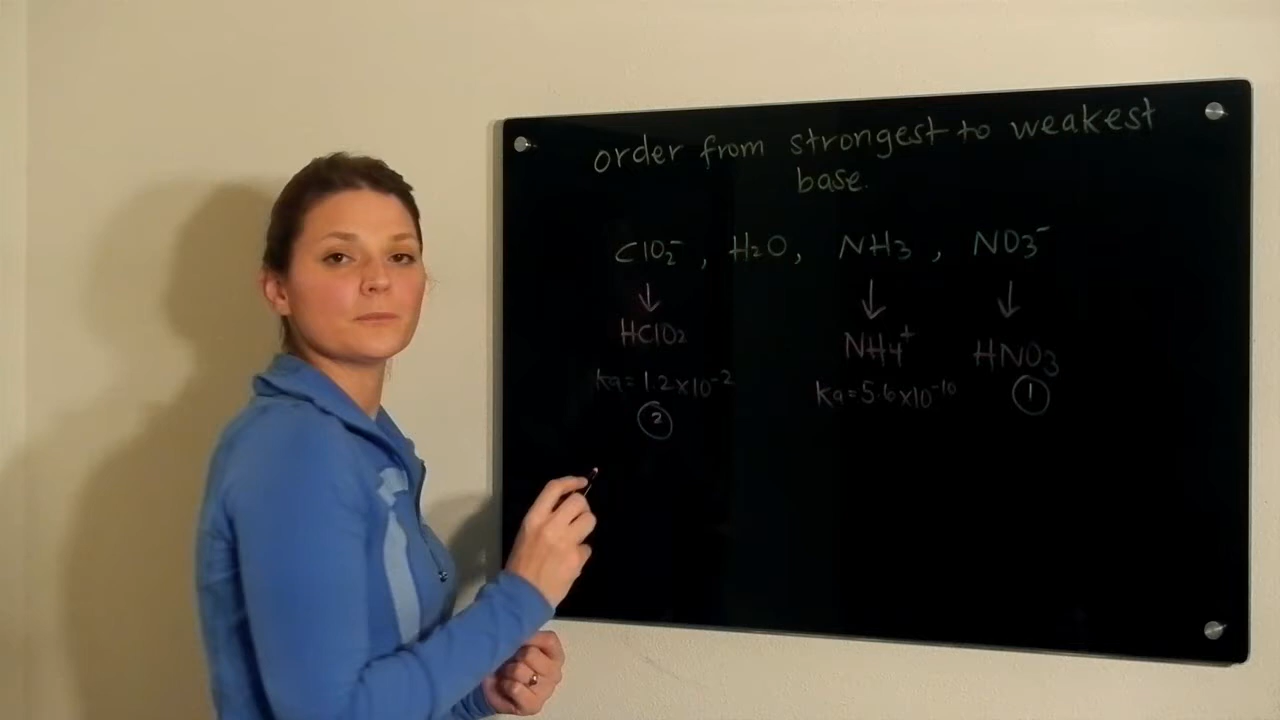 order from strongest to weakest
base.
ClO2⁻, H2O, NH3, NO3⁻
↓ ↓ ↓
HClO2 NH4⁺ HNO3
ka = 1.2x10⁻² ka = 5.6x10⁻¹⁰ 1
2